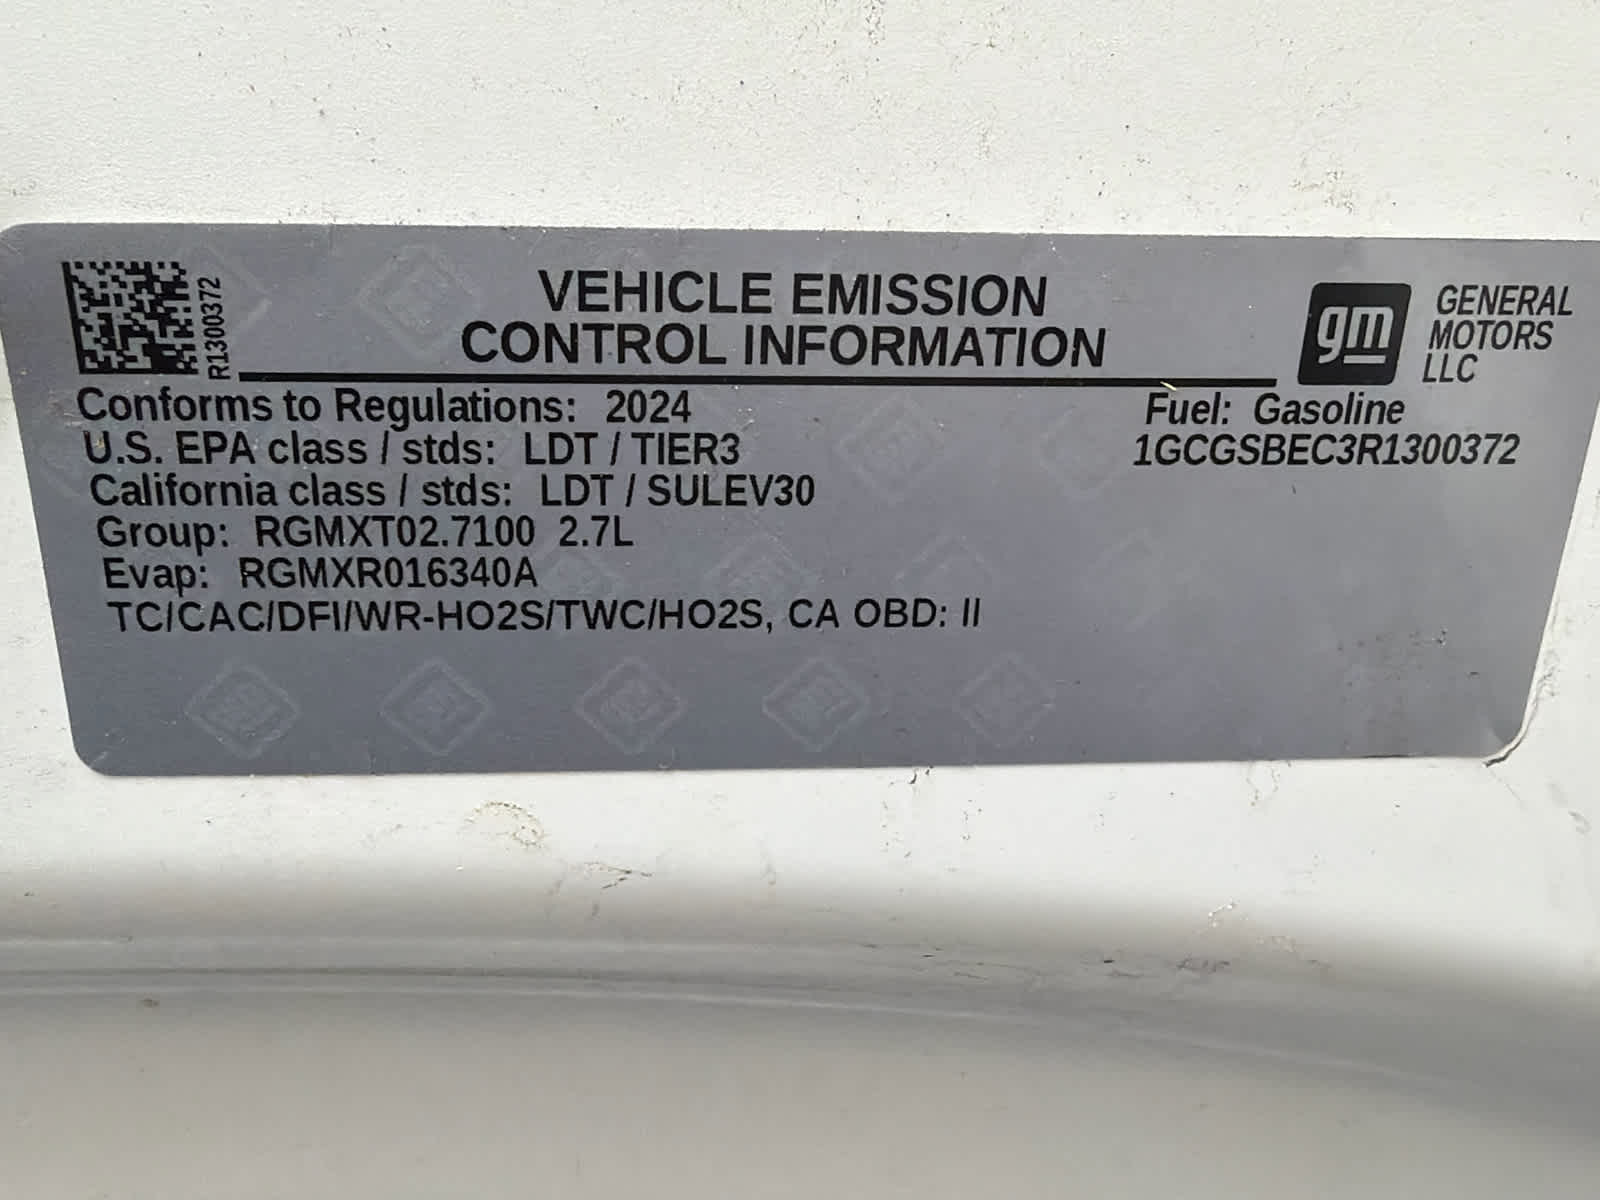 R1300372
VEHICLE EMISSION
CONTROL INFORMATION
gm
GENERAL
MOTORS
LLC
Conforms to Regulations: 2024
Fuel: Gasoline
U.S. EPA class / stds: LDT / TIER3
1GCGSBEC3R1300372
California class / stds: LDT / SULEV30
Group: RGMXT02.7100 2.7L
Evap: RGMXR016340A
TC/CAC/DFI/WR-HO2S/TWC/HO2S, CA OBD: II